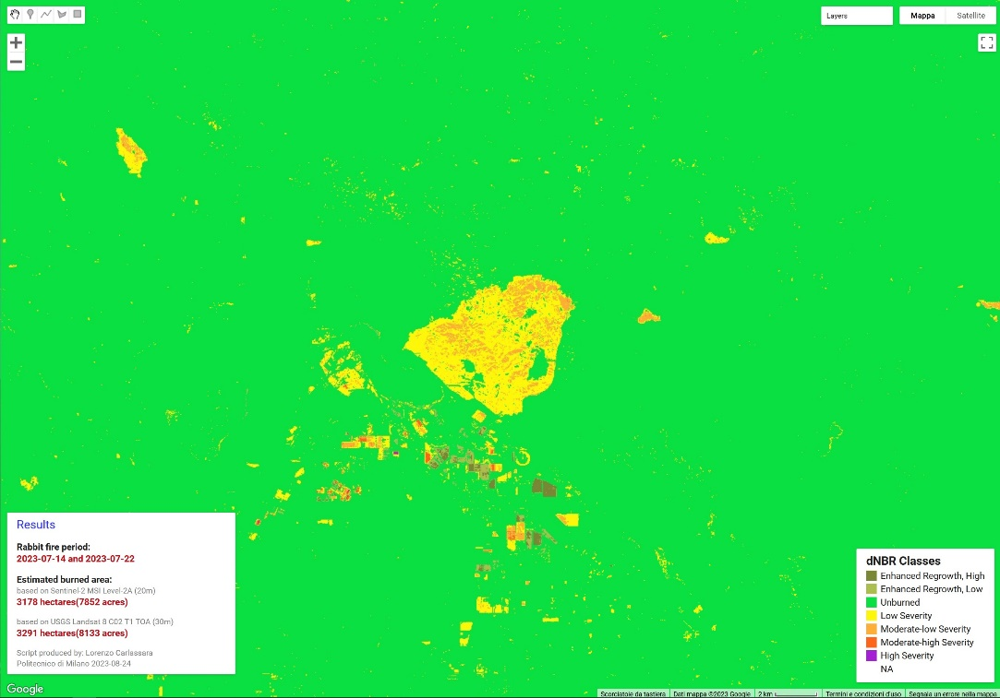 Layers
Mappa
Satellite
Results
Rabbit fire period:
2023-07-14 and 2023-07-22
Estimated burned area:
based on Sentinel-2 MSI Level-2A (20m)
3178 hectares(7852 acres)
based on USGS Landsat 8 C02 T1 TOA (30m)
3291 hectares(8133 acres)
Script produced by: Lorenzo Carlassara
Politecnico di Milano 2023-08-24
dNBR Classes
Enhanced Regrowth, High
Enhanced Regrowth, Low
Unburned
Low Severity
Moderate-low Severity
Moderate-high Severity
High Severity
NA
Google
Scorciatoie da tastiera
Dati mappa ©2023 Google
2 km
Termini e condizioni d'uso
Segnala un errore nella mappa